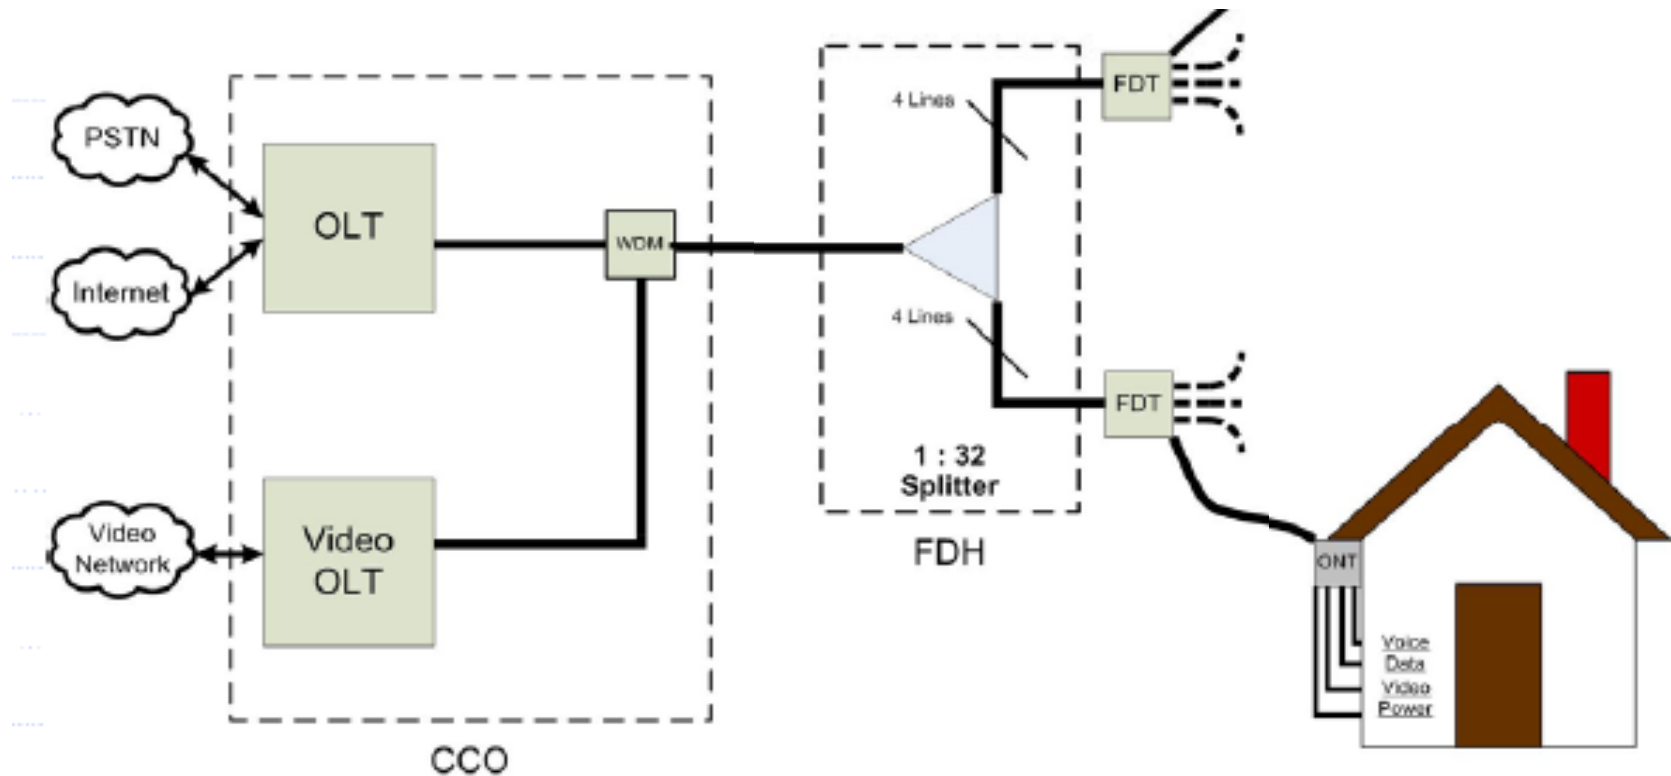 PSTN
Internet
Video
Network
OLT
Video
OLT
WDM
CCO
4 Lines
4 Lines
1 : 32
Splitter
FDH
FDT
FDT
ONT
Voice
Data
Video
Power